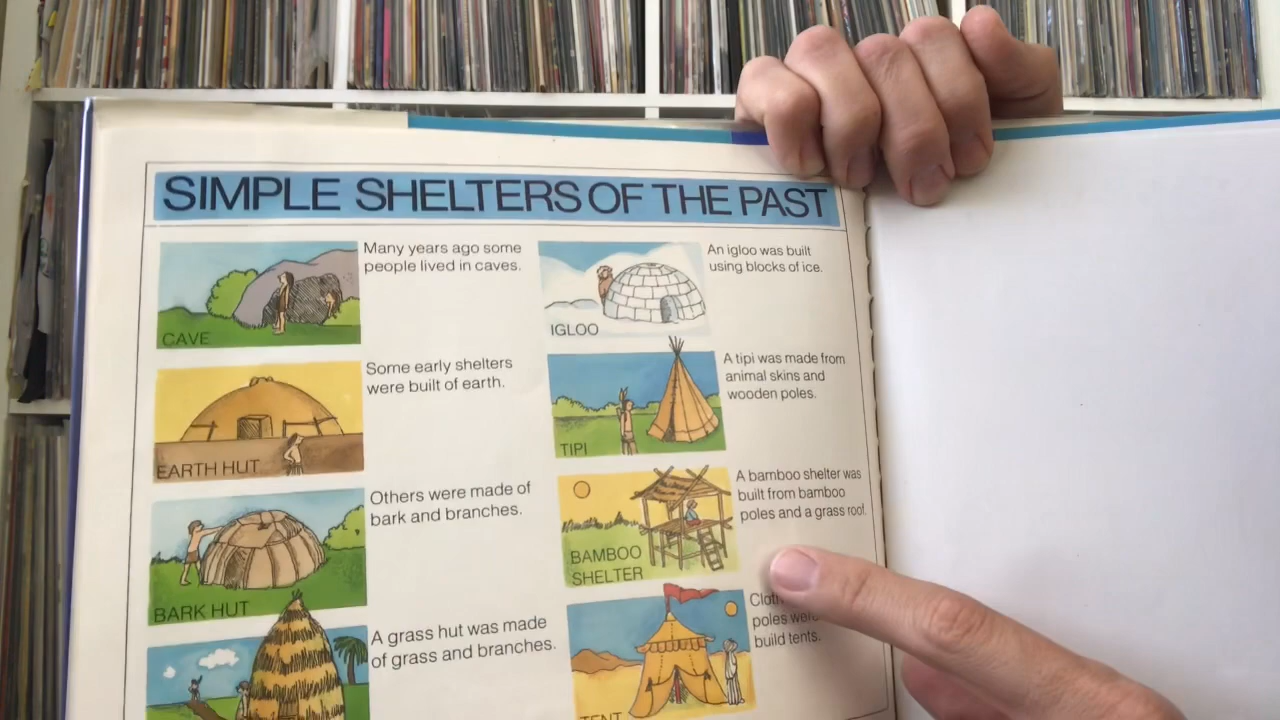 SIMPLE SHELTERS OF THE PAST
Many years ago some
people lived in caves.
CAVE
Some early shelters
were built of earth.
EARTH HUT
Others were made of
bark and branches.
BARK HUT
A grass hut was made
of grass and branches.
An igloo was built
using blocks of ice.
IGLOO
A tipi was made from
animal skins and
wooden poles.
TIPI
A bamboo shelter was
built from bamboo
poles and a grass roof.
BAMBOO
SHELTER
poles were
build tents.
TENT